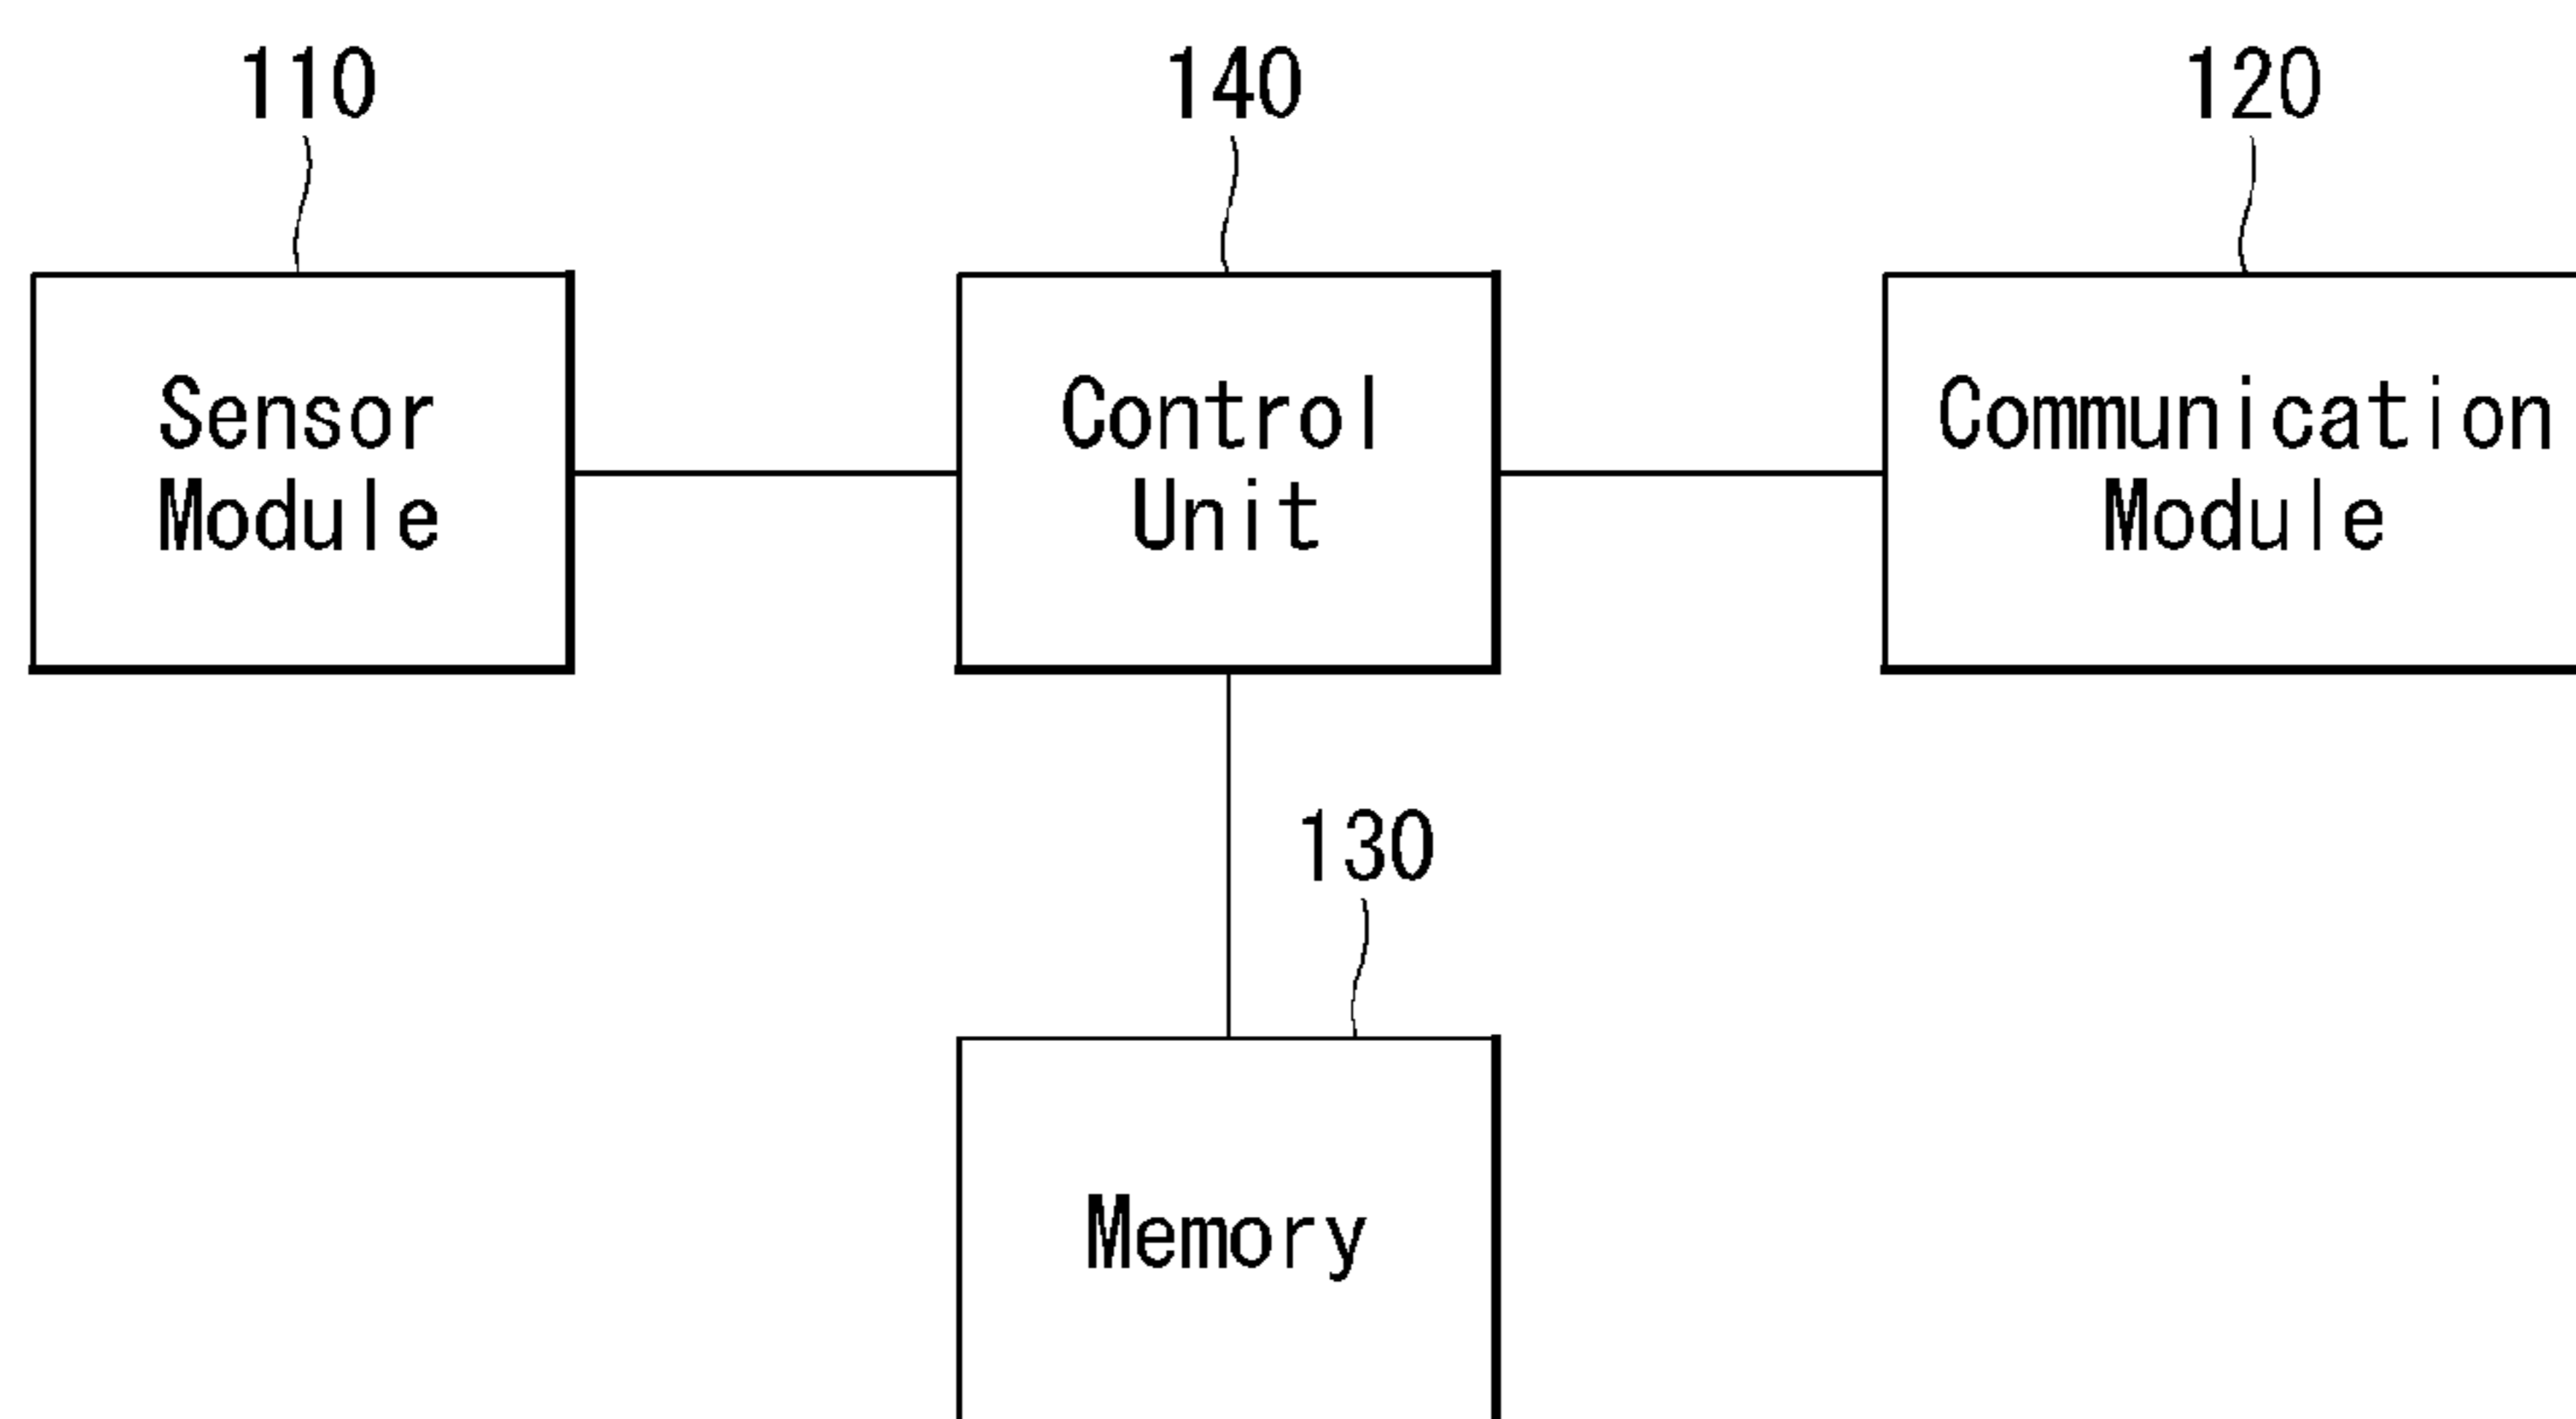 110
140
120
Sensor
Module
Control
Unit
Communication
Module
130
Memory